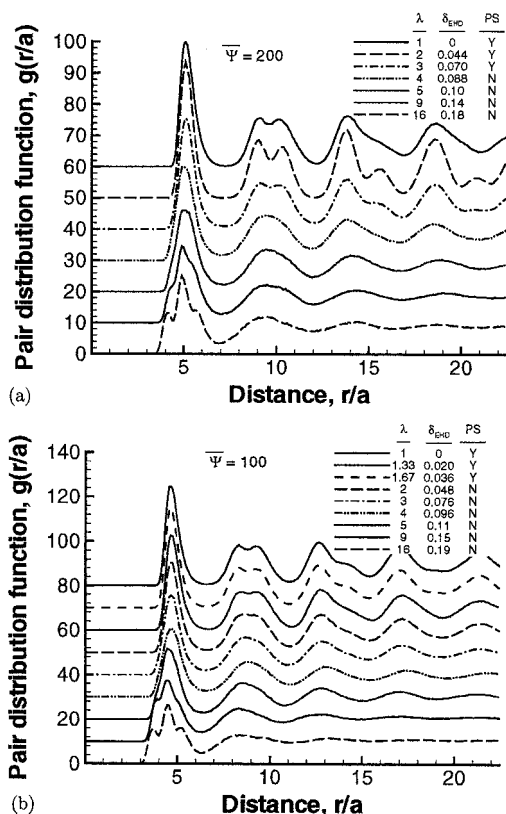 λ δEHD PS
Ψ = 200
1 0 Y
2 0.044 Y
3 0.070 Y
4 0.088 N
5 0.10 N
9 0.14 N
16 0.18 N
100
90
80
70
60
50
40
30
20
10
0
Pair distribution function, g(r/a)
5 10 15 20
Distance, r/a
(a)
λ δEHD PS
Ψ = 100
1 0 Y
1.33 0.020 Y
1.67 0.036 Y
2 0.048 N
3 0.076 N
4 0.096 N
5 0.11 N
9 0.15 N
16 0.19 N
140
120
100
80
60
40
20
0
Pair distribution function, g(r/a)
5 10 15 20
Distance, r/a
(b)